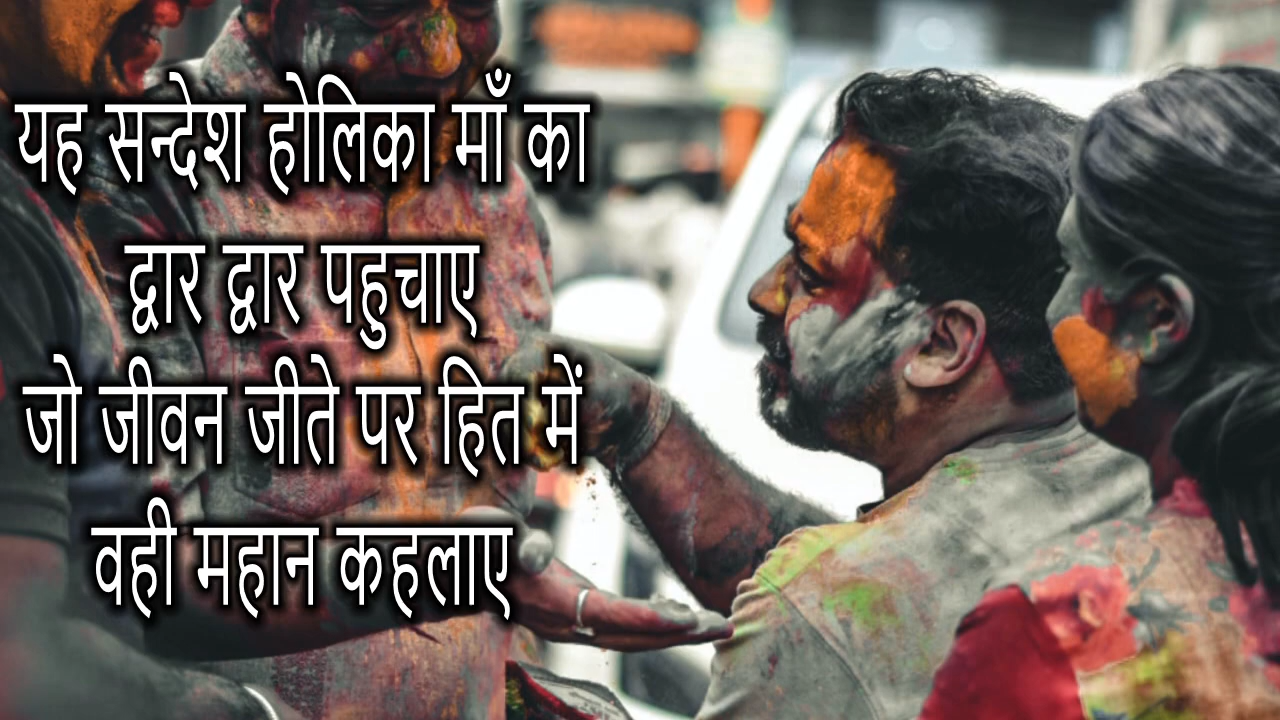 यह सन्देश होलिका माँ का
द्वार द्वार पहुचाए
जो जीवन जीते पर हित में
वही महान कहलाए